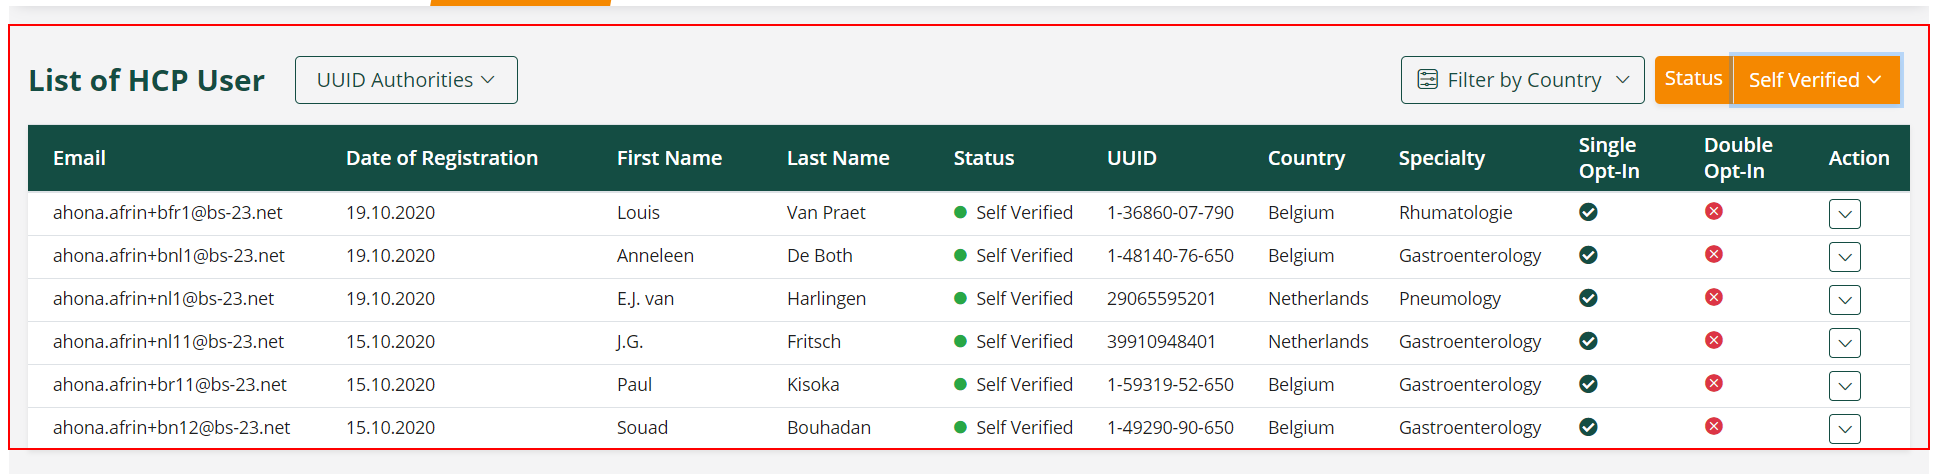 List of HCP User UUID Authorities Filter by Country Status Self Verified
Email Date of Registration First Name Last Name Status UUID Country Specialty Single Opt-In Double Opt-In Action
ahona.afrin+bfr1@bs-23.net 19.10.2020 Louis Van Praet Self Verified 1-36860-07-790 Belgium Rhumatologie
ahona.afrin+bnl1@bs-23.net 19.10.2020 Anneleen De Both Self Verified 1-48140-76-650 Belgium Gastroenterology
ahona.afrin+nl1@bs-23.net 19.10.2020 E.J. van Harlingen Self Verified 29065595201 Netherlands Pneumology
ahona.afrin+nl11@bs-23.net 15.10.2020 J.G. Fritsch Self Verified 39910948401 Netherlands Gastroenterology
ahona.afrin+br11@bs-23.net 15.10.2020 Paul Kisoka Self Verified 1-59319-52-650 Belgium Gastroenterology
ahona.afrin+bn12@bs-23.net 15.10.2020 Souad Bouhadan Self Verified 1-49290-90-650 Belgium Gastroenterology